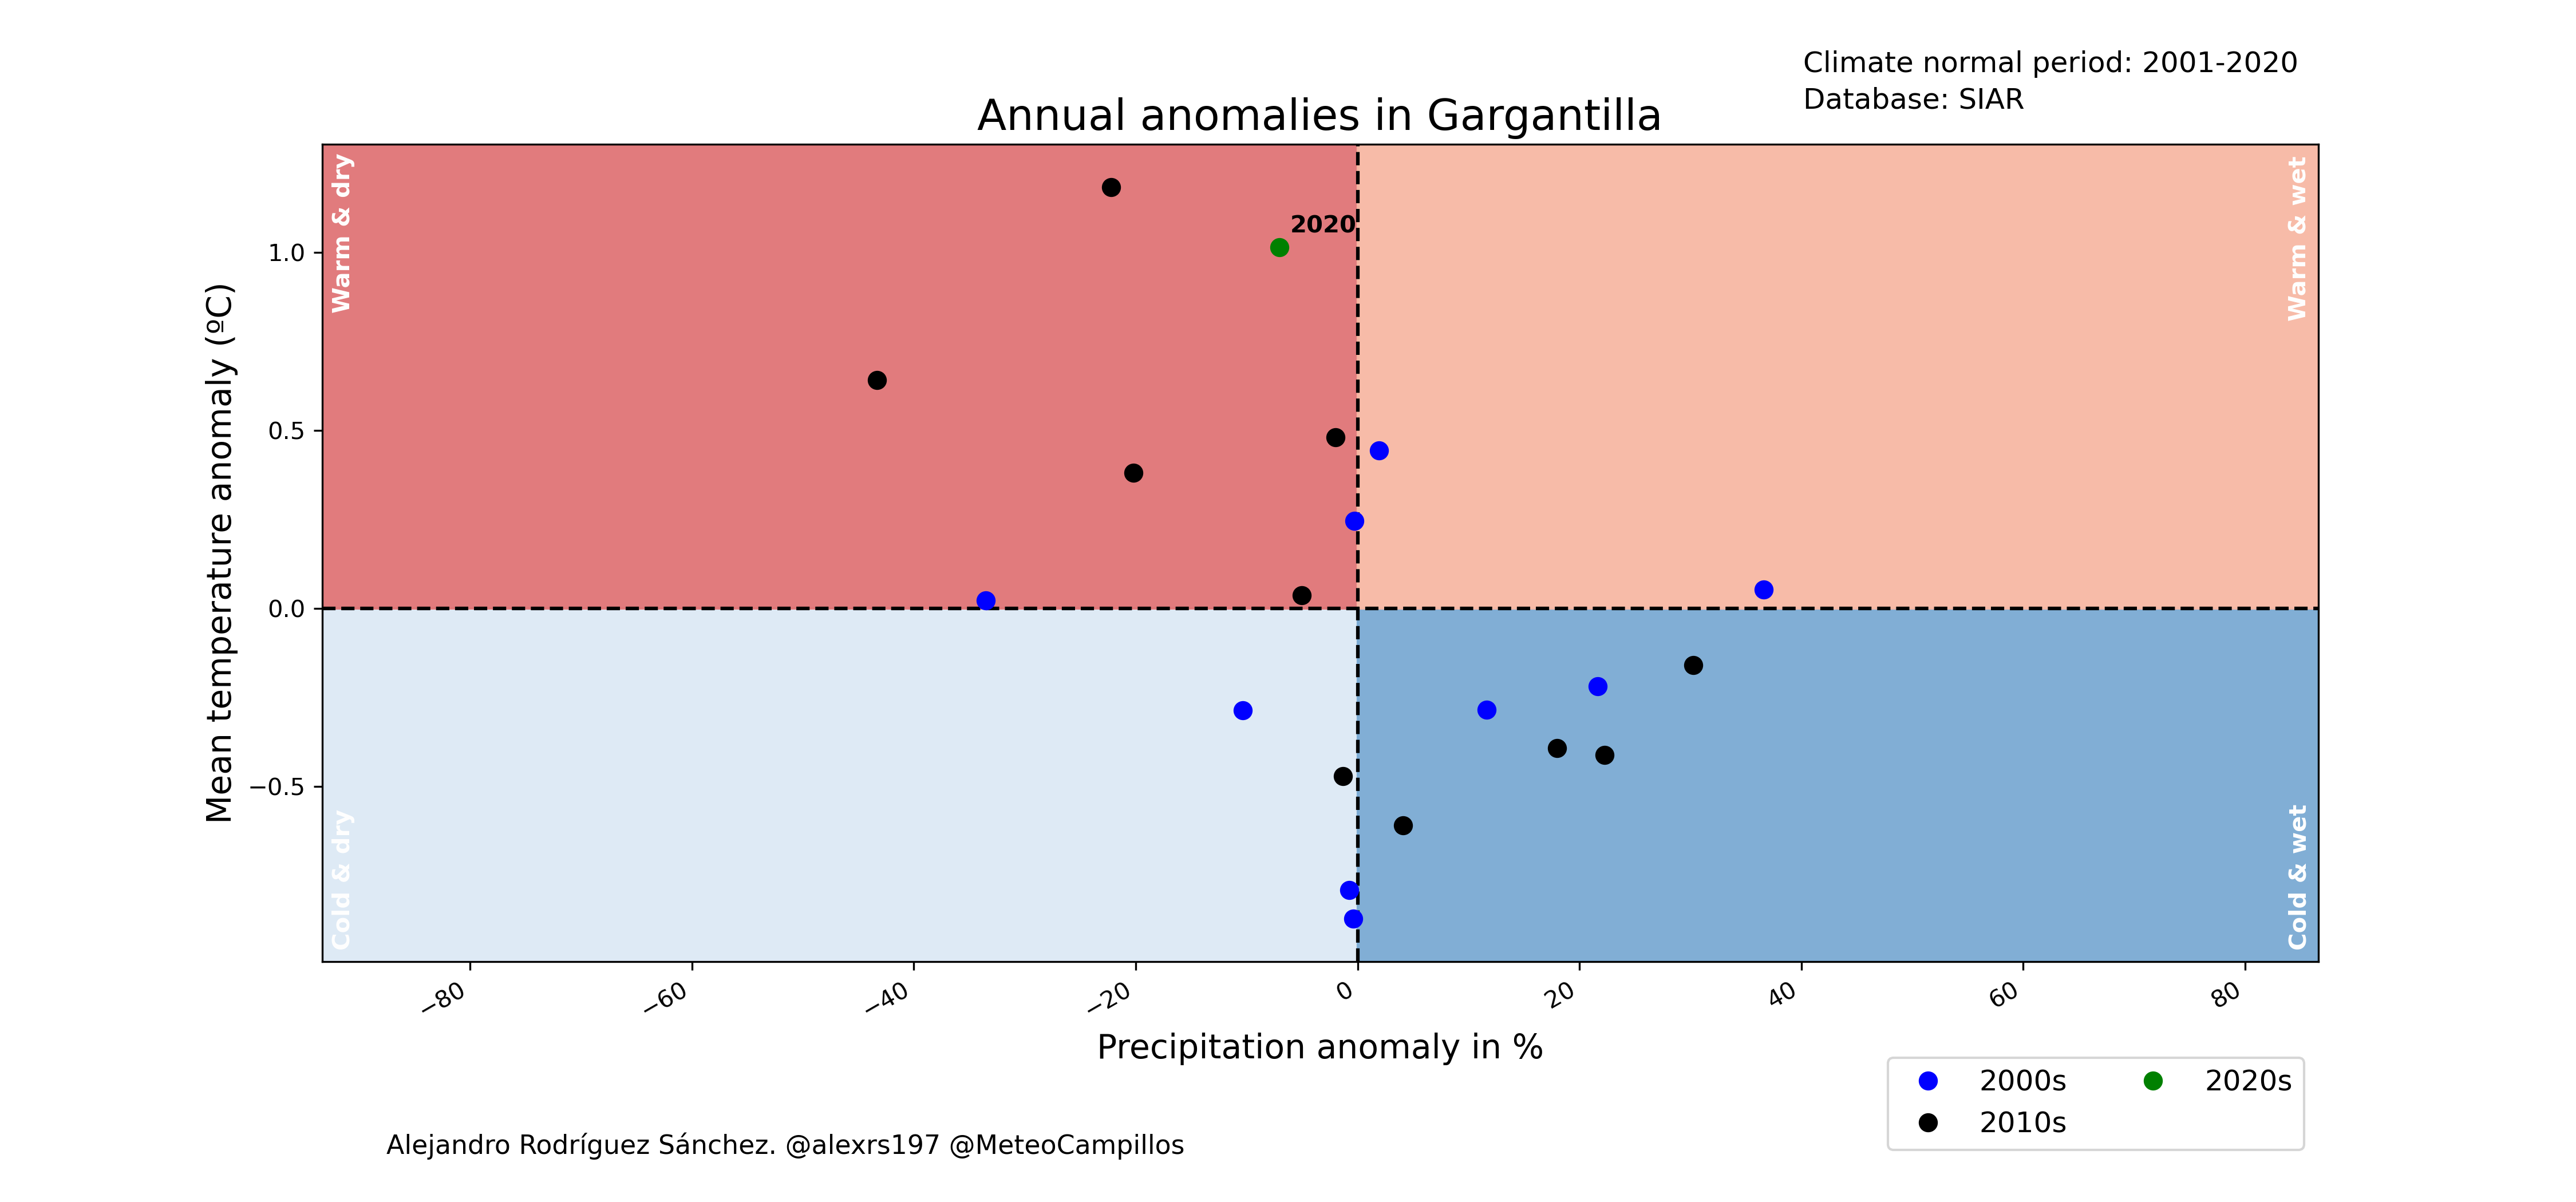 Climate normal period: 2001-2020
Database: SIAR
Annual anomalies in Gargantilla
Warm & dry
Warm & wet
2020
1.0
0.5
0.0
−0.5
Mean temperature anomaly (ºC)
Cold & dry
Cold & wet
−80
−60
−40
−20
0
20
40
60
80
Precipitation anomaly in %
2000s
2020s
2010s
Alejandro Rodríguez Sánchez. @alexrs197 @MeteoCampillos